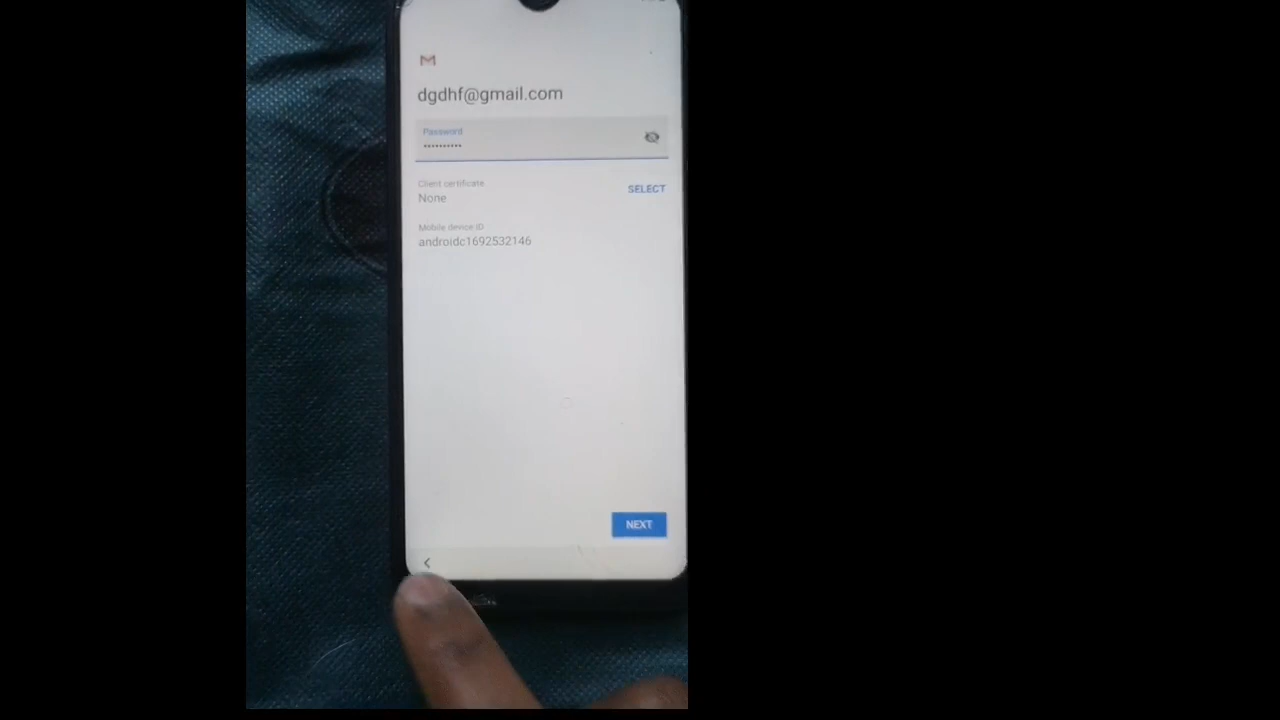 dgdhf@gmail.com
Password
••••••••••
Client certificate
None
SELECT
Mobile device ID
androidc1692532146
NEXT